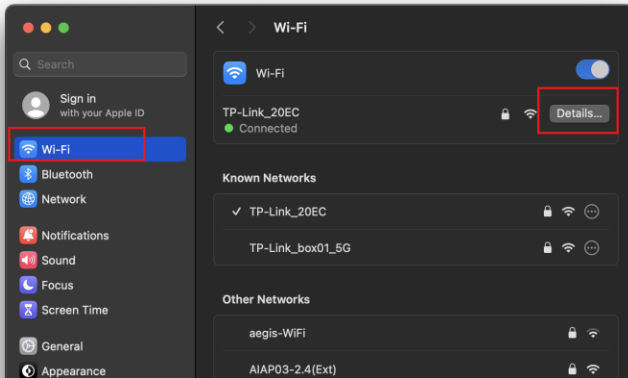 Wi-Fi
Search
Sign in
with your Apple ID
Wi-Fi
Bluetooth
Network
Notifications
Sound
Focus
Screen Time
General
Appearance
Wi-Fi
TP-Link_20EC
Connected
Details...
Known Networks
TP-Link_20EC
TP-Link_box01_5G
Other Networks
aegis-WiFi
AIAP03-2.4(Ext)